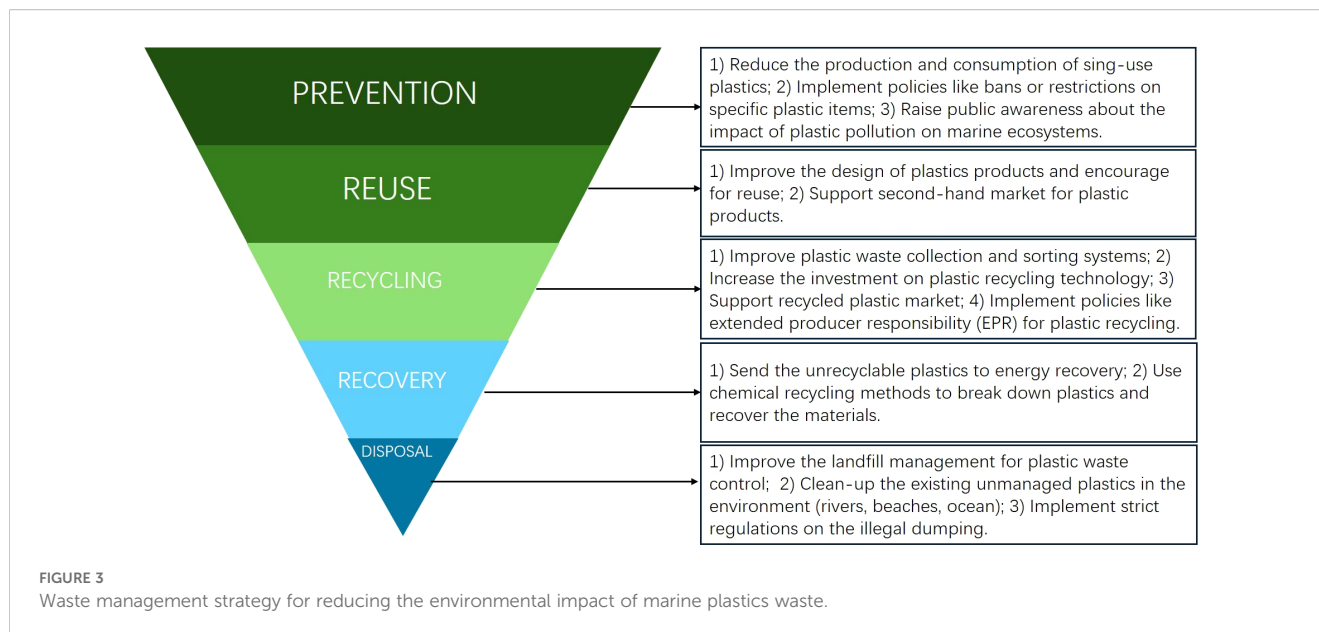 PREVENTION
1) Reduce the production and consumption of sing-use
plastics; 2) Implement policies like bans or restrictions on
specific plastic items; 3) Raise public awareness about the
impact of plastic pollution on marine ecosystems.
REUSE
1) Improve the design of plastics products and encourage
for reuse; 2) Support second-hand market for plastic
products.
RECYCLING
1) Improve plastic waste collection and sorting systems; 2)
Increase the investment on plastic recycling technology; 3)
Support recycled plastic market; 4) Implement policies like
extended producer responsibility (EPR) for plastic recycling.
RECOVERY
1) Send the unrecyclable plastics to energy recovery; 2) Use
chemical recycling methods to break down plastics and
recover the materials.
DISPOSAL
1) Improve the landfill management for plastic waste
control; 2) Clean-up the existing unmanaged plastics in the
environment (rivers, beaches, ocean); 3) Implement strict
regulations on the illegal dumping.
FIGURE 3
Waste management strategy for reducing the environmental impact of marine plastics waste.